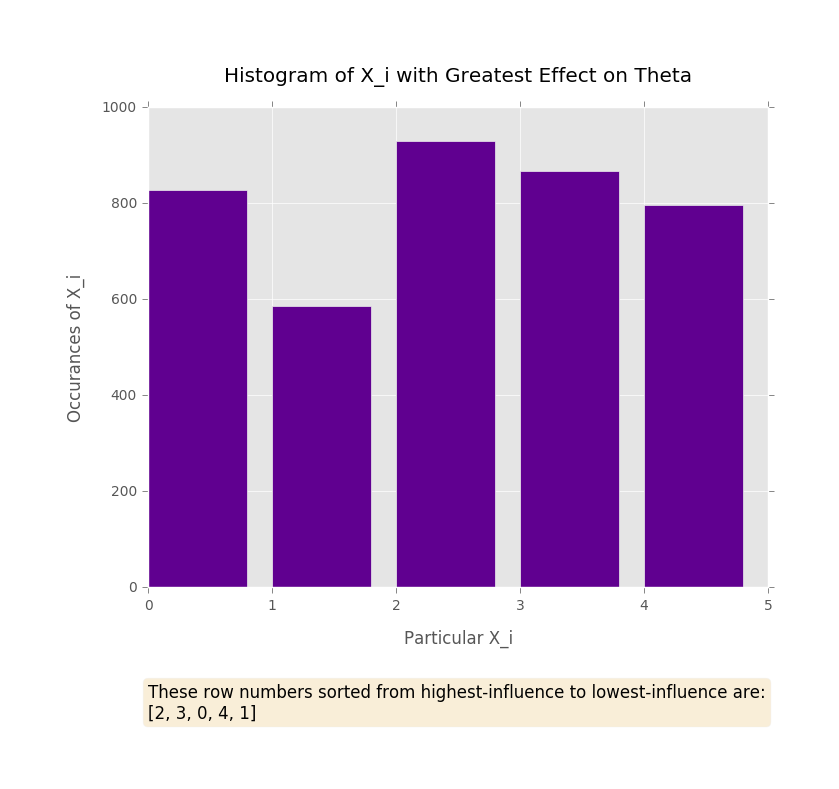 Histogram of X_i with Greatest Effect on Theta
1000
800
600
400
200
0
Occurances of X_i
0 1 2 3 4 5
Particular X_i
These row numbers sorted from highest-influence to lowest-influence are:
[2, 3, 0, 4, 1]